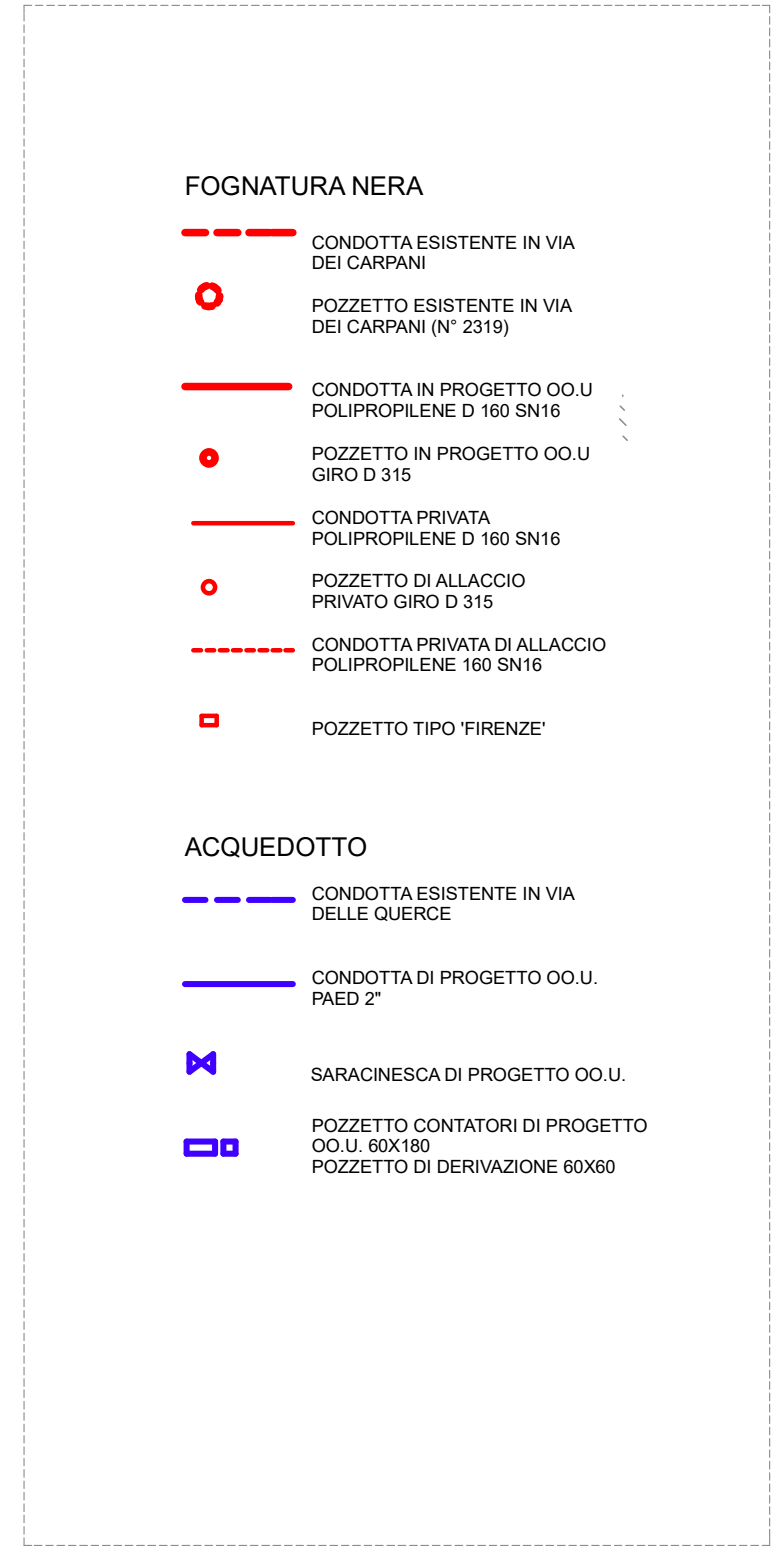 FOGNATURA NERA
CONDOTTA ESISTENTE IN VIA
DEI CARPANI
POZZETTO ESISTENTE IN VIA
DEI CARPANI (N° 2319)
CONDOTTA IN PROGETTO OO.U
POLIPROPILENE D 160 SN16
POZZETTO IN PROGETTO OO.U
GIRO D 315
CONDOTTA PRIVATA
POLIPROPILENE D 160 SN16
POZZETTO DI ALLACCIO
PRIVATO GIRO D 315
CONDOTTA PRIVATA DI ALLACCIO
POLIPROPILENE 160 SN16
POZZETTO TIPO 'FIRENZE'
ACQUEDOTTO
CONDOTTA ESISTENTE IN VIA
DELLE QUERCE
CONDOTTA DI PROGETTO OO.U.
PAED 2"
SARACINESCA DI PROGETTO OO.U.
POZZETTO CONTATORI DI PROGETTO
OO.U. 60X180
POZZETTO DI DERIVAZIONE 60X60